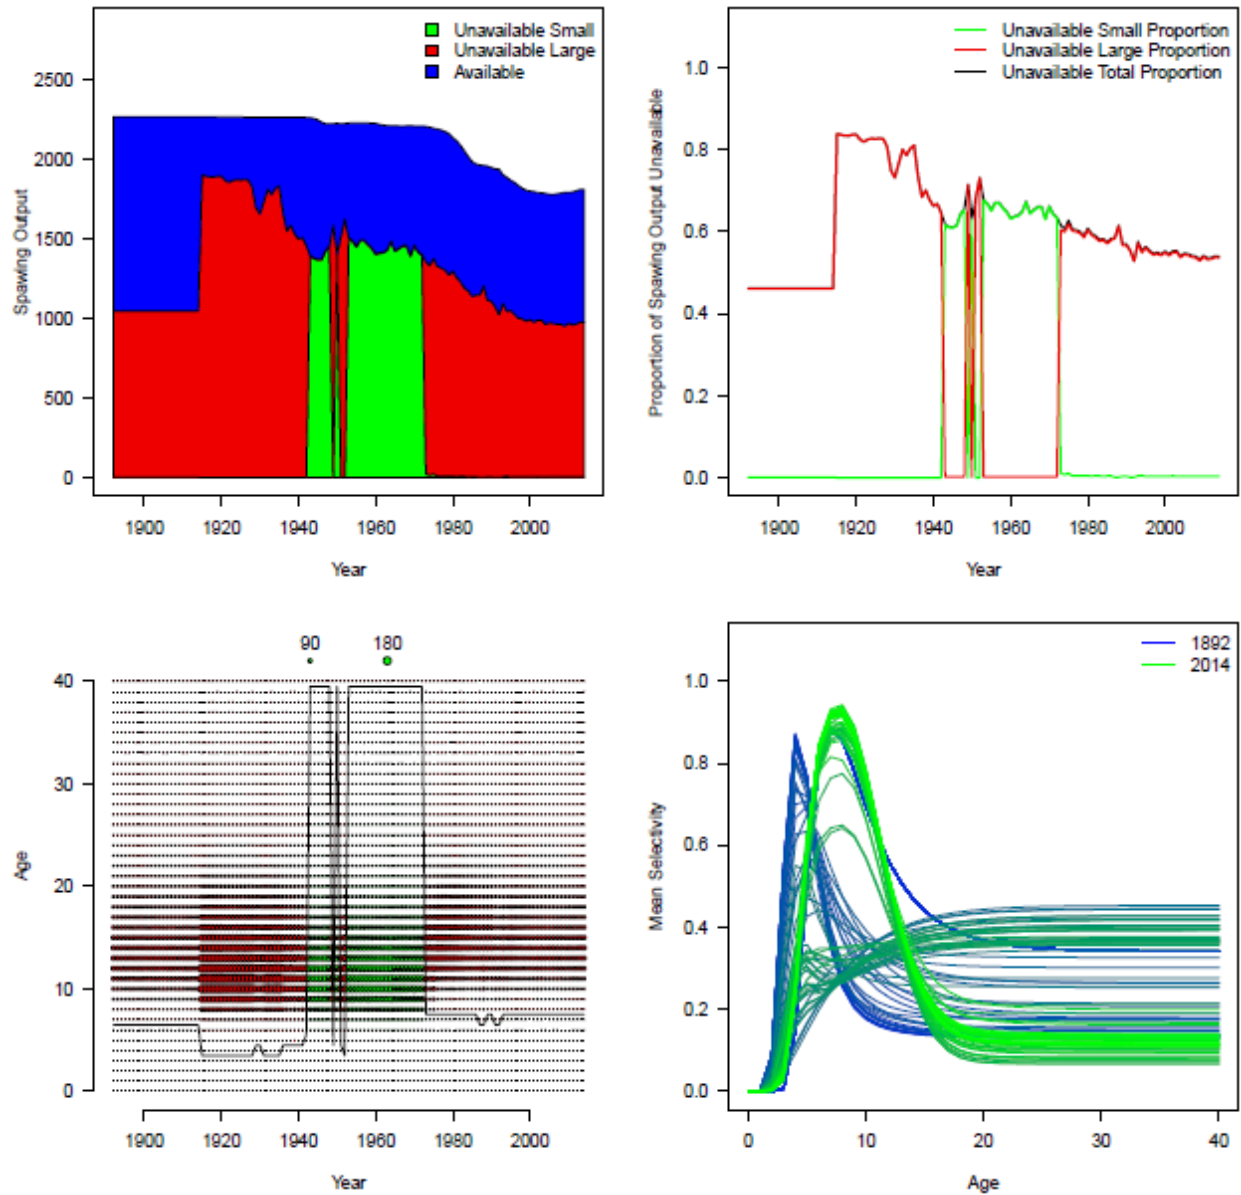 Unavailable Small
Unavailable Large
Available
2500
2000
1500
1000
500
0
Spawing Output
1900 1920 1940 1960 1980 2000
Year
Unavailable Small Proportion
Unavailable Large Proportion
Unavailable Total Proportion
1.0
0.8
0.6
0.4
0.2
0.0
Proportion of Spawing Output Unavailable
1900 1920 1940 1960 1980 2000
Year
90 180
40
30
20
10
0
Age
1900 1920 1940 1960 1980 2000
Year
1892
2014
1.0
0.8
0.6
0.4
0.2
0.0
Mean Selectivity
0 10 20 30 40
Age